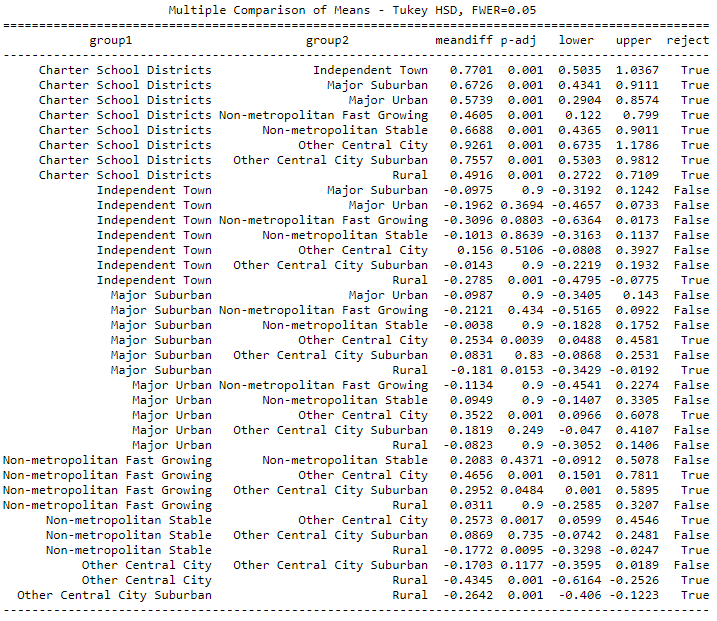 Multiple Comparison of Means - Tukey HSD, FWER=0.05
group1 group2 meandiff p-adj lower upper reject
Charter School Districts Independent Town 0.7701 0.001 0.5035 1.0367 True
Charter School Districts Major Suburban 0.6726 0.001 0.4341 0.9111 True
Charter School Districts Major Urban 0.5739 0.001 0.2904 0.8574 True
Charter School Districts Non-metropolitan Fast Growing 0.4605 0.001 0.122 0.799 True
Charter School Districts Non-metropolitan Stable 0.6688 0.001 0.4365 0.9011 True
Charter School Districts Other Central City 0.9261 0.001 0.6735 1.1786 True
Charter School Districts Other Central City Suburban 0.7557 0.001 0.5303 0.9812 True
Charter School Districts Rural 0.4916 0.001 0.2722 0.7109 True
Independent Town Major Suburban -0.0975 0.9 -0.3192 0.1242 False
Independent Town Major Urban -0.1962 0.3694 -0.4657 0.0733 False
Independent Town Non-metropolitan Fast Growing -0.3096 0.0803 -0.6364 0.0173 False
Independent Town Non-metropolitan Stable -0.1013 0.8639 -0.3163 0.1137 False
Independent Town Other Central City 0.156 0.5106 -0.0808 0.3927 False
Independent Town Other Central City Suburban -0.0143 0.9 -0.2219 0.1932 False
Independent Town Rural -0.2785 0.001 -0.4795 -0.0775 True
Major Suburban Major Urban -0.0987 0.9 -0.3405 0.143 False
Major Suburban Non-metropolitan Fast Growing -0.2121 0.434 -0.5165 0.0922 False
Major Suburban Non-metropolitan Stable -0.0038 0.9 -0.1828 0.1752 False
Major Suburban Other Central City 0.2534 0.0039 0.0488 0.4581 True
Major Suburban Other Central City Suburban 0.0831 0.83 -0.0868 0.2531 False
Major Suburban Rural -0.181 0.0153 -0.3429 -0.0192 True
Major Urban Non-metropolitan Fast Growing -0.1134 0.9 -0.4541 0.2274 False
Major Urban Non-metropolitan Stable 0.0949 0.9 -0.1407 0.3305 False
Major Urban Other Central City 0.3522 0.001 0.0966 0.6078 True
Major Urban Other Central City Suburban 0.1819 0.249 -0.047 0.4107 False
Major Urban Rural -0.0823 0.9 -0.3052 0.1406 False
Non-metropolitan Fast Growing Non-metropolitan Stable 0.2083 0.4371 -0.0912 0.5078 False
Non-metropolitan Fast Growing Other Central City 0.4656 0.001 0.1501 0.7811 True
Non-metropolitan Fast Growing Other Central City Suburban 0.2952 0.0484 0.001 0.5895 True
Non-metropolitan Fast Growing Rural 0.0311 0.9 -0.2585 0.3207 False
Non-metropolitan Stable Other Central City 0.2573 0.0017 0.0599 0.4546 True
Non-metropolitan Stable Other Central City Suburban 0.0869 0.735 -0.0742 0.2481 False
Non-metropolitan Stable Rural -0.1772 0.0095 -0.3298 -0.0247 True
Other Central City Other Central City Suburban -0.1703 0.1177 -0.3595 0.0189 False
Other Central City Rural -0.4345 0.001 -0.6164 -0.2526 True
Other Central City Suburban Rural -0.2642 0.001 -0.406 -0.1223 True